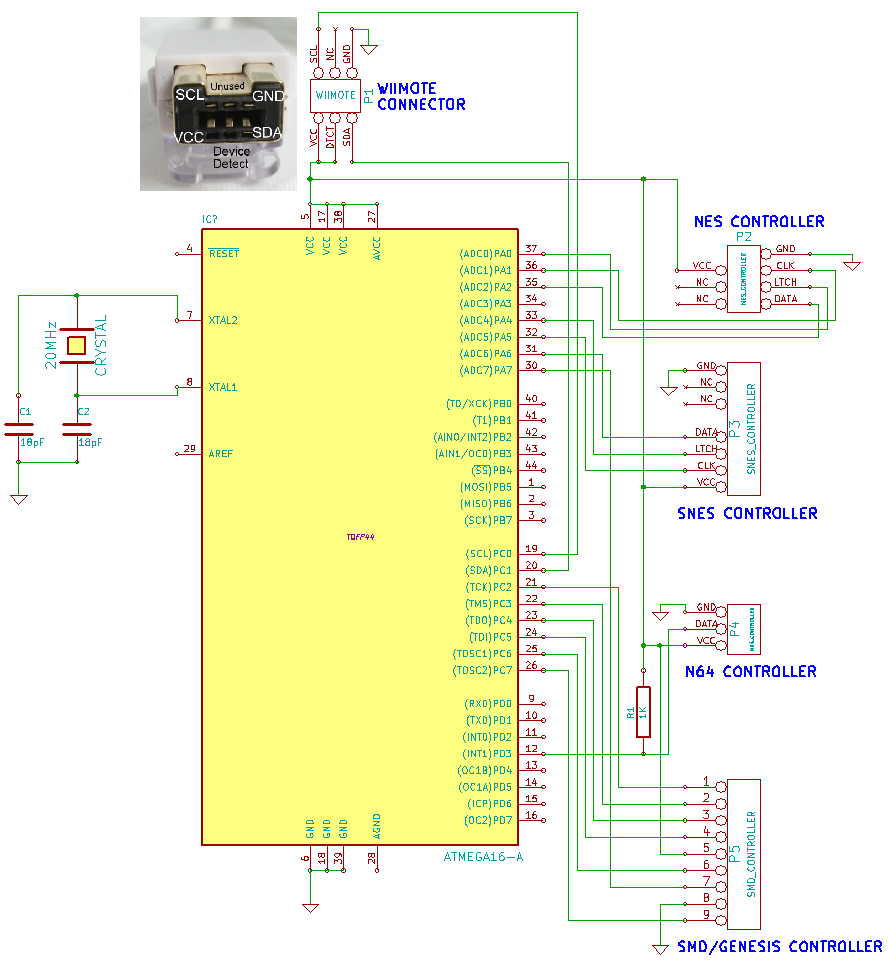 SCL
Unused
GND
VCC
SDA
Device
Detect
SCL
NC
GND
WIIMOTE
P1
VCC
DTCT
SDA
WIIMOTE
CONNECTOR
IC?
5
17
38
27
VCC
VCC
VCC
AVCC
4
RESET
7
XTAL2
8
XTAL1
29
AREF
20MHz
CRYSTAL
C1
18pF
C2
18pF
TQFP44
(ADC0)PA0 37
(ADC1)PA1 36
(ADC2)PA2 35
(ADC3)PA3 34
(ADC4)PA4 33
(ADC5)PA5 32
(ADC6)PA6 31
(ADC7)PA7 30
(T0/XCK)PB0 40
(T1)PB1 41
(AIN0/INT2)PB2 42
(AIN1/OC0)PB3 43
(SS)PB4 44
(MOSI)PB5 1
(MISO)PB6 2
(SCK)PB7 3
(SCL)PC0 19
(SDA)PC1 20
(TCK)PC2 21
(TMS)PC3 22
(TDO)PC4 23
(TDI)PC5 24
(TOSC1)PC6 25
(TOSC2)PC7 26
(RXD)PD0 9
(TXD)PD1 10
(INT0)PD2 11
(INT1)PD3 12
(OC1B)PD4 13
(OC1A)PD5 14
(ICP)PD6 15
(OC2)PD7 16
GND
GND
GND
AGND
6
18
39
28
ATMEGA16-A
NES CONTROLLER
P2
NES_CONTROLLER
VCC
NC
NC
GND
CLK
LTCH
DATA
GND
NC
NC
DATA
LTCH
CLK
VCC
P3
SNES_CONTROLLER
SNES CONTROLLER
GND
DATA
VCC
P4
N64_CONTROLLER
N64 CONTROLLER
R1
1K
1
2
3
4
5
6
7
8
9
P5
SMD_CONTROLLER
SMD/GENESIS CONTROLLER